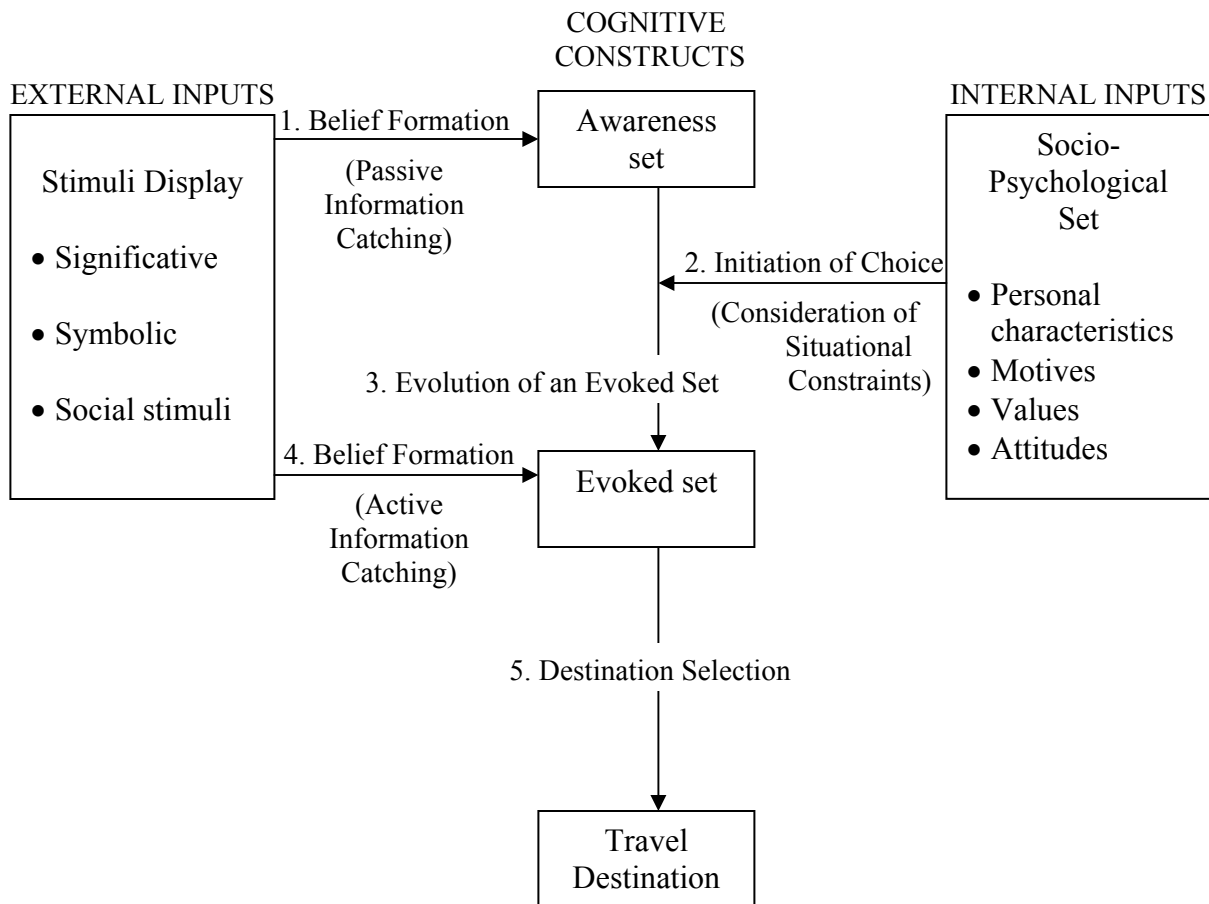 COGNITIVE
CONSTRUCTS
EXTERNAL INPUTS
INTERNAL INPUTS
1. Belief Formation
(Passive
Information
Catching)
Awareness
set
Stimuli Display
• Significative
• Symbolic
• Social stimuli
Socio-
Psychological
Set
• Personal
characteristics
• Motives
• Values
• Attitudes
2. Initiation of Choice
(Consideration of
Situational
Constraints)
3. Evolution of an Evoked Set
4. Belief Formation
(Active
Information
Catching)
Evoked set
5. Destination Selection
Travel
Destination